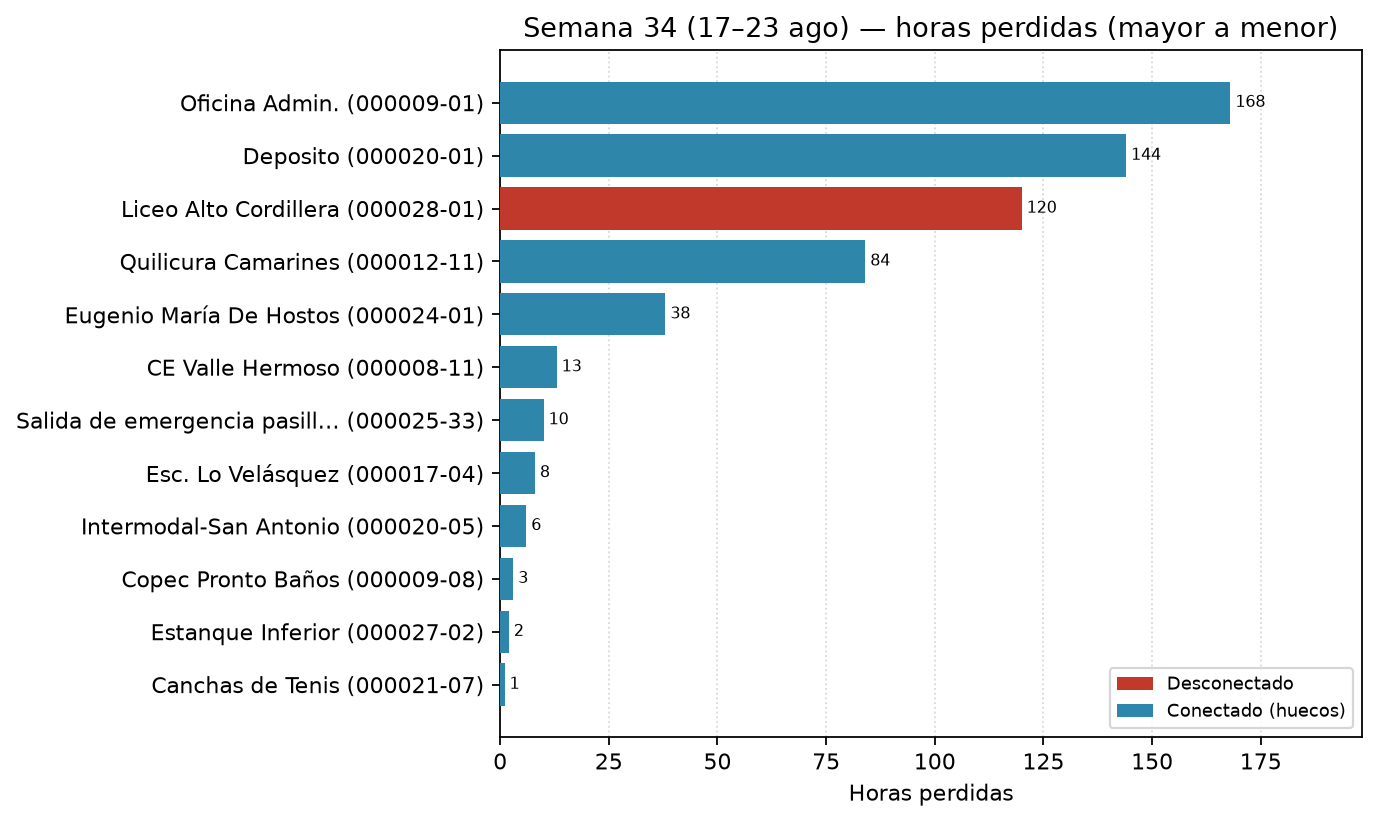 Semana 34 (17–23 ago) — horas perdidas (mayor a menor)
Oficina Admin. (000009-01)
168
Deposito (000020-01)
144
Liceo Alto Cordillera (000028-01)
120
Quilicura Camarines (000012-11)
84
Eugenio María De Hostos (000024-01)
38
CE Valle Hermoso (000008-11)
13
Salida de emergencia pasill... (000025-33)
10
Esc. Lo Velásquez (000017-04)
8
Intermodal-San Antonio (000020-05)
6
Copec Pronto Baños (000009-08)
3
Estanque Inferior (000027-02)
2
Canchas de Tenis (000021-07)
1
Desconectado
Conectado (huecos)
0 25 50 75 100 125 150 175
Horas perdidas